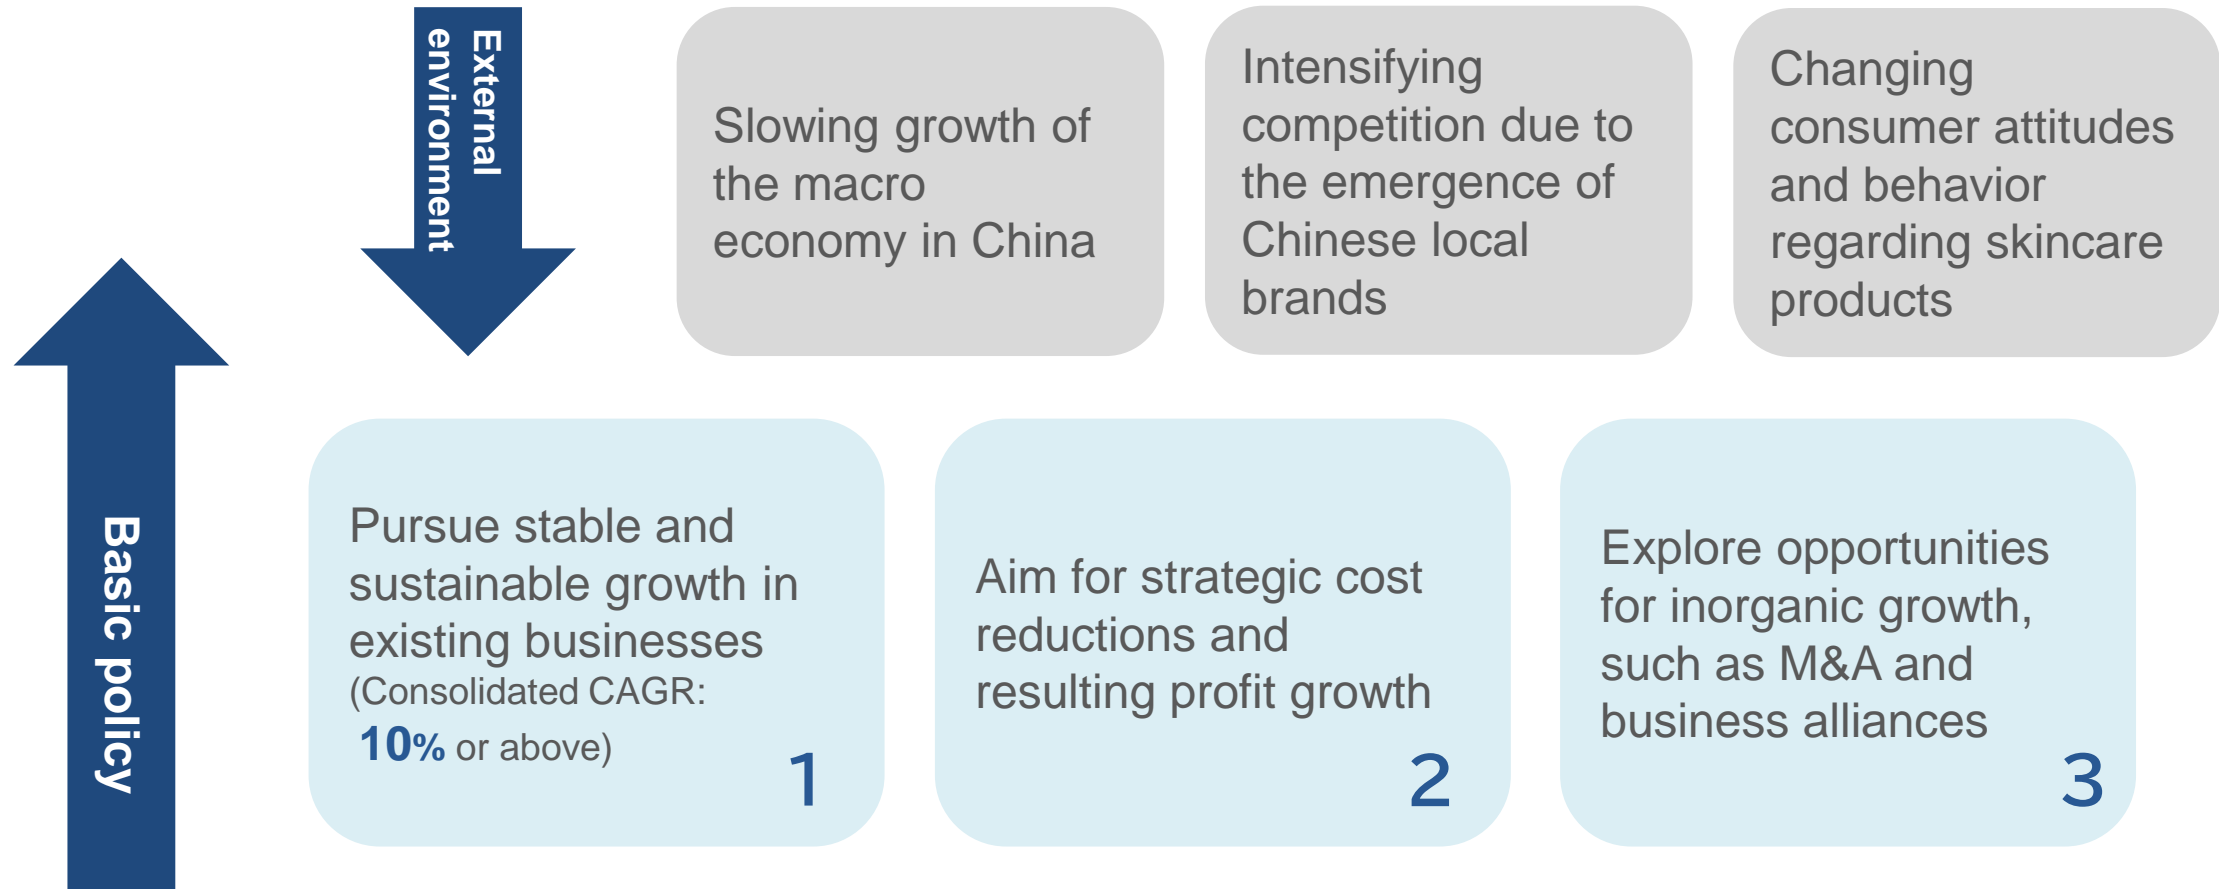 External
environment
Slowing growth of
the macro
economy in China
Intensifying
competition due to
the emergence of
Chinese local
brands
Changing
consumer attitudes
and behavior
regarding skincare
products
Basic policy
Pursue stable and
sustainable growth in
existing businesses
(Consolidated CAGR:
10% or above)
1
Aim for strategic cost
reductions and
resulting profit growth
2
Explore opportunities
for inorganic growth,
such as M&A and
business alliances
3